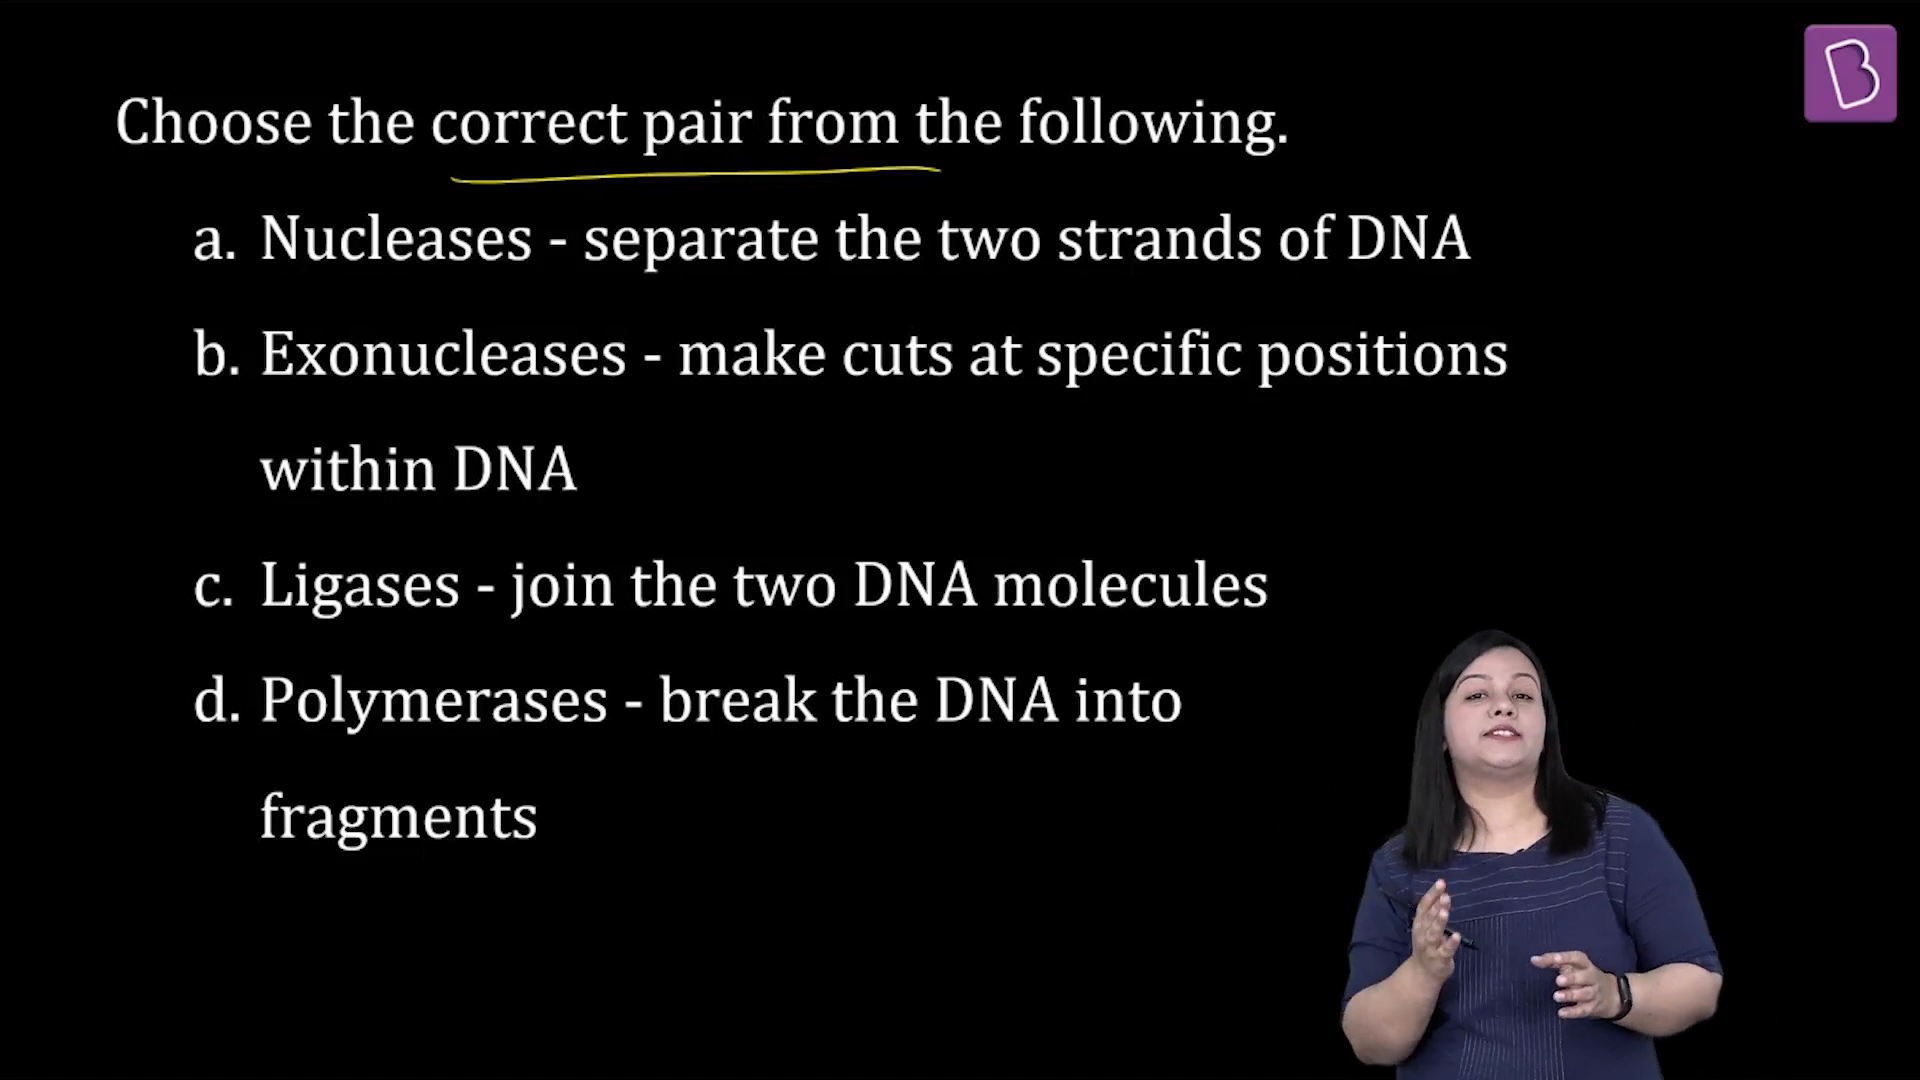 B
Choose the correct pair from the following.
a. Nucleases - separate the two strands of DNA
b. Exonucleases - make cuts at specific positions
within DNA
c. Ligases - join the two DNA molecules
d. Polymerases - break the DNA into
fragments